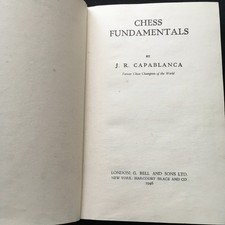 CHESS
FUNDAMENTALS
BY
J. R. CAPABLANCA
Former Chess Champion of the World
LONDON: G. BELL AND SONS LTD.
NEW YORK: HARCOURT BRACE AND CO.